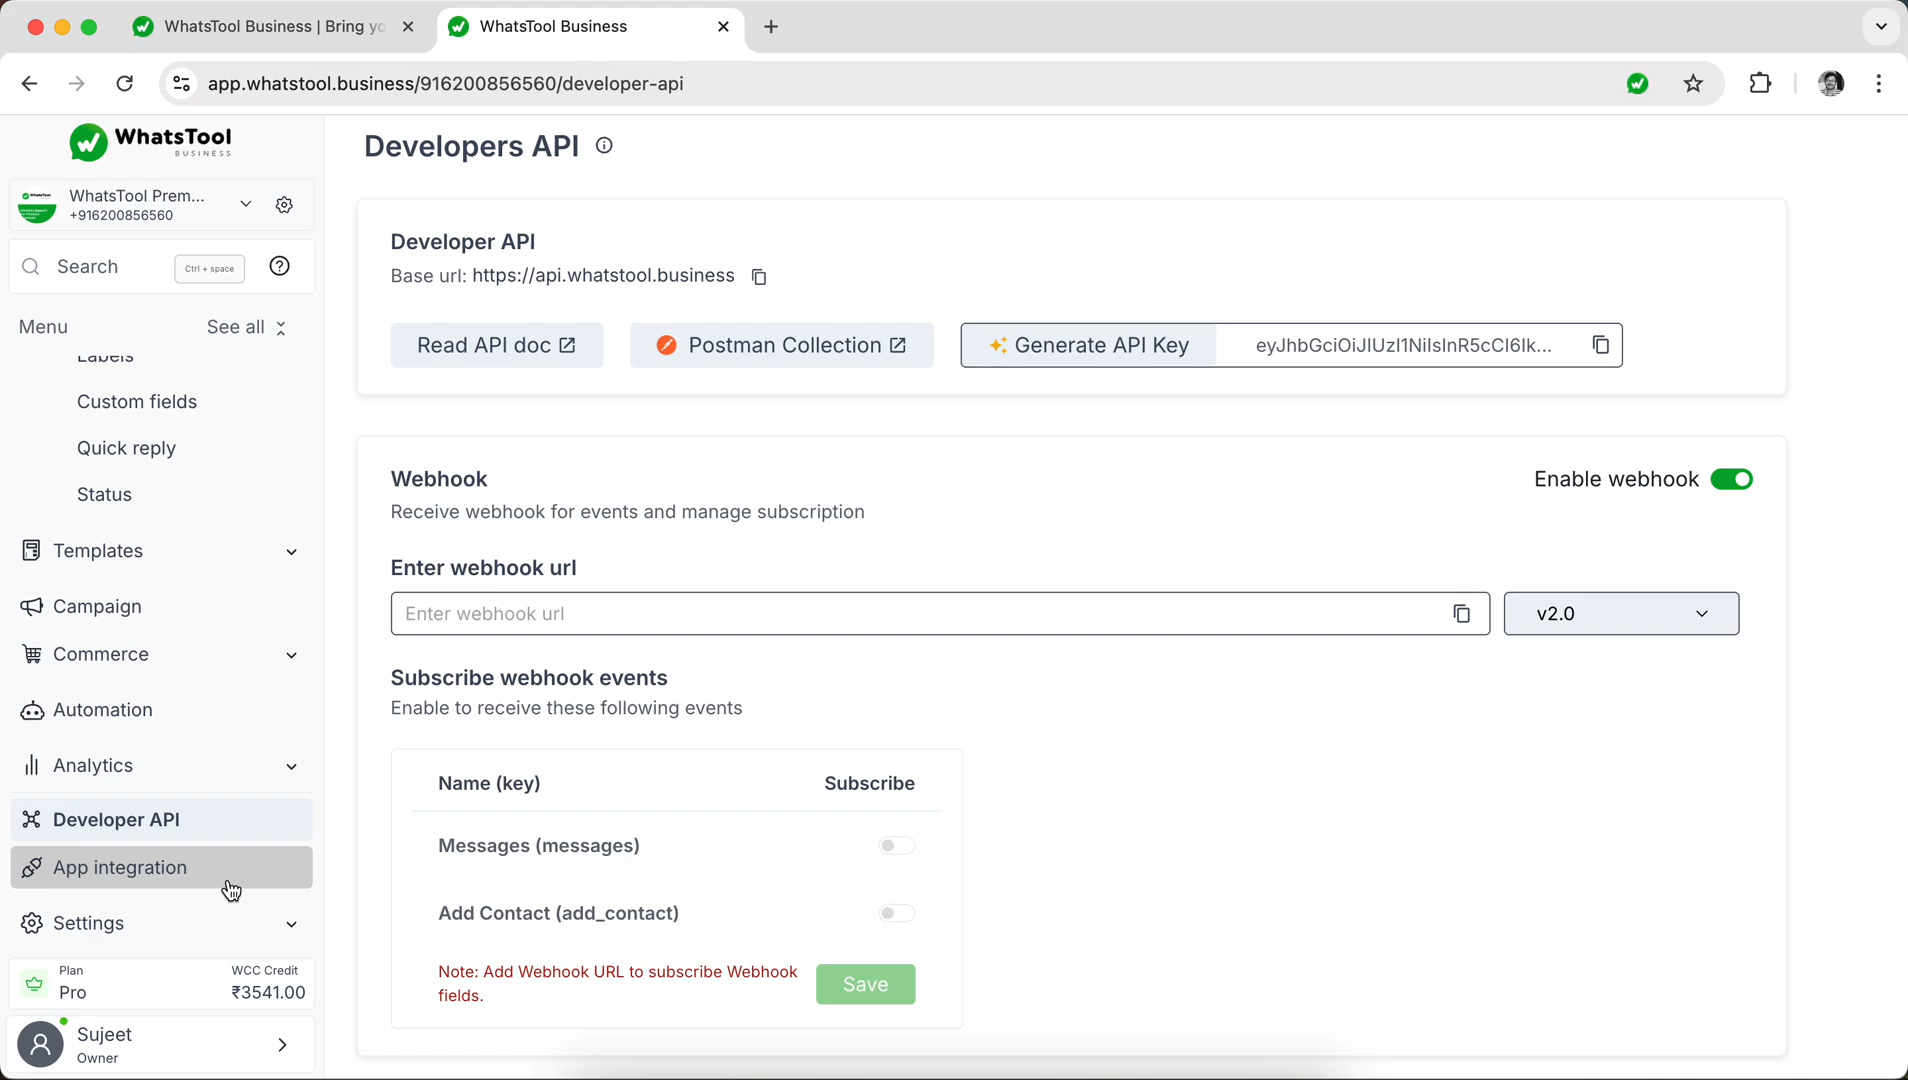 WhatsTool Business | Bring yo
WhatsTool Business
app.whatstool.business/916200856560/developer-api
WhatsTool
BUSINESS
WhatsTool Prem...
+916200856560
Search
Ctrl + space
Menu
See all
Labels
Custom fields
Quick reply
Status
Templates
Campaign
Commerce
Automation
Analytics
Developer API
App integration
Settings
Plan
Pro
WCC Credit
₹3541.00
Sujeet
Owner
Developers API
Developer API
Base url: https://api.whatstool.business
Read API doc
Postman Collection
Generate API Key
eyJhbGciOiJIUzI1NiIsInR5cCI6Ik...
Webhook
Enable webhook
Receive webhook for events and manage subscription
Enter webhook url
Enter webhook url
v2.0
Subscribe webhook events
Enable to receive these following events
Name (key)
Subscribe
Messages (messages)
Add Contact (add_contact)
Note: Add Webhook URL to subscribe Webhook
fields.
Save